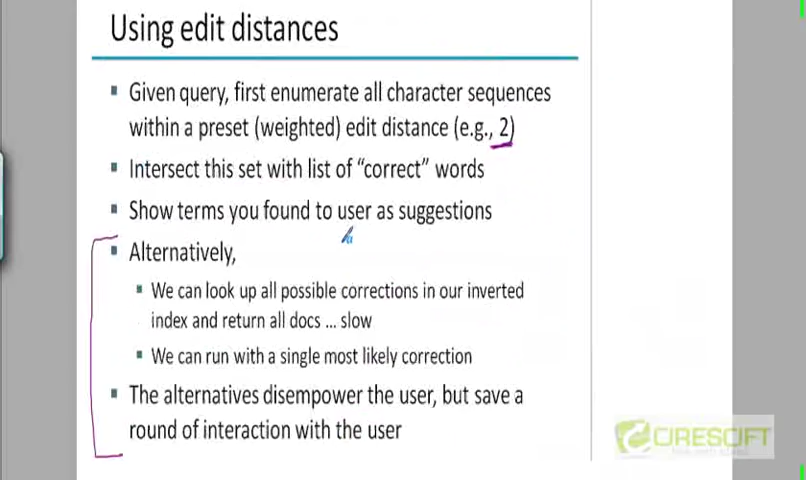 Using edit distances
Given query, first enumerate all character sequences
within a preset (weighted) edit distance (e.g., 2)
Intersect this set with list of “correct” words
Show terms you found to user as suggestions
Alternatively,
We can look up all possible corrections in our inverted
index and return all docs ... slow
We can run with a single most likely correction
The alternatives disempower the user, but save a
round of interaction with the user